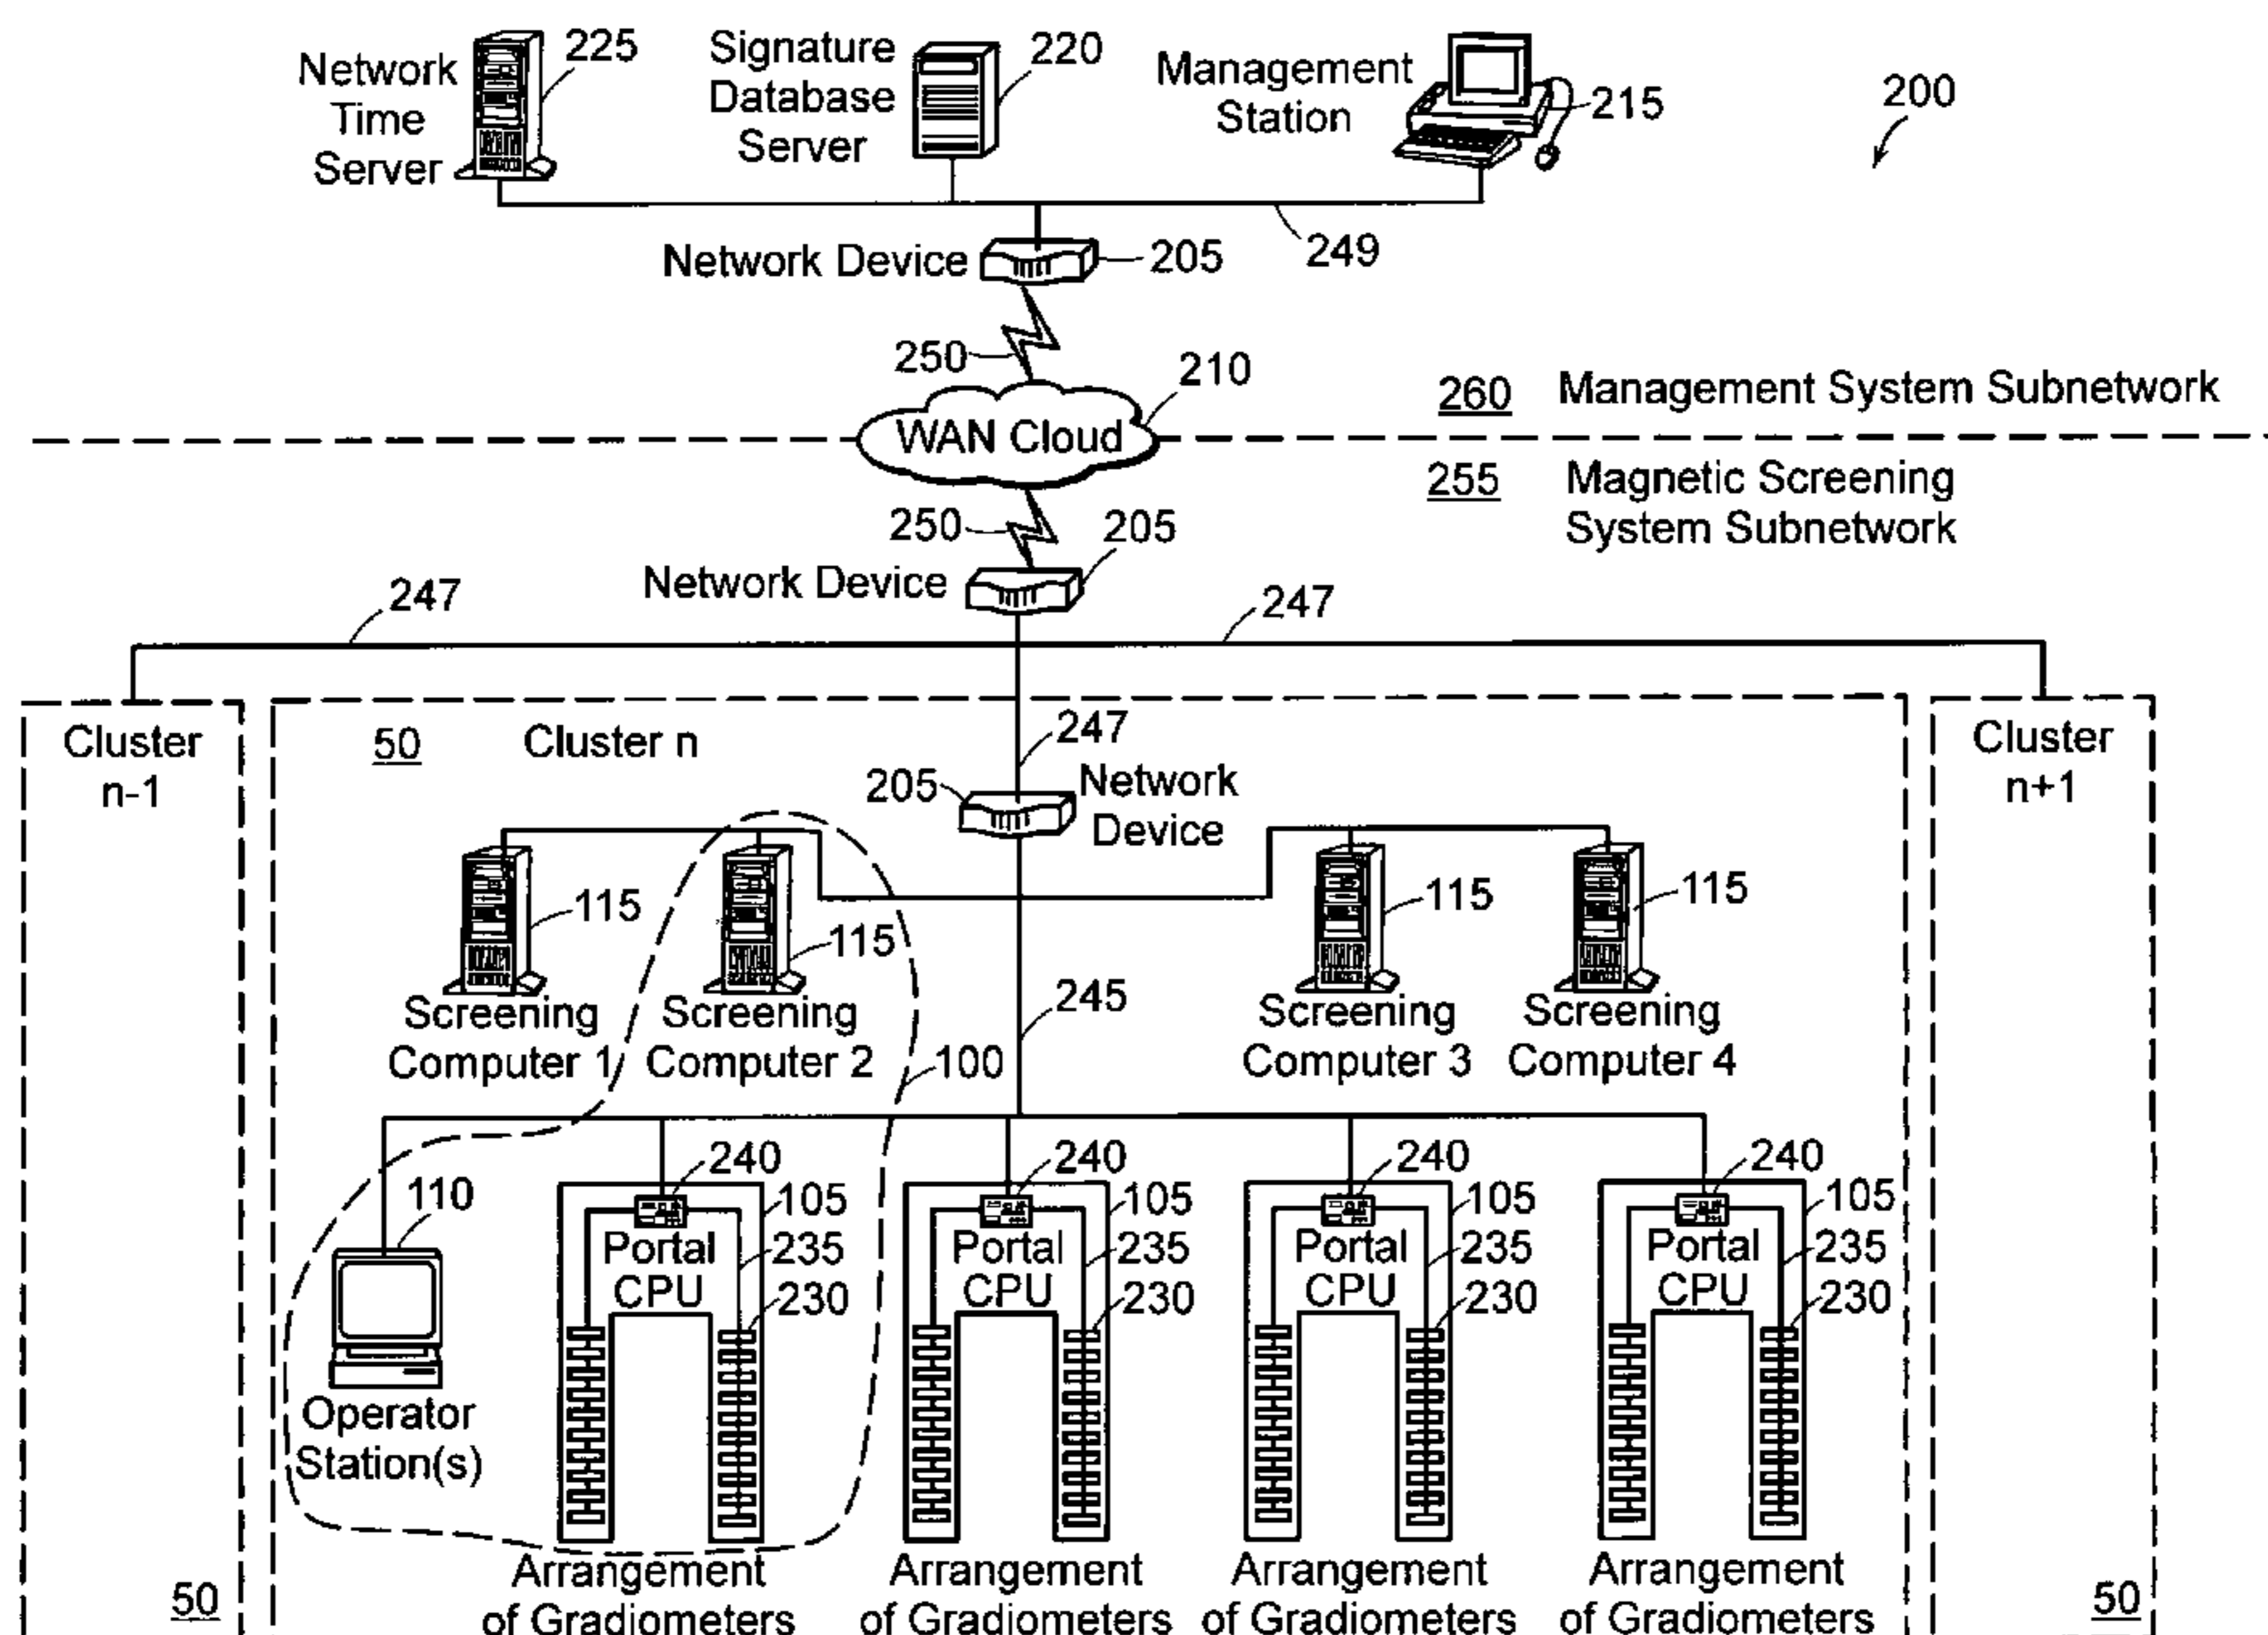 Network
Time
Server
225
Signature
Database
Server
220
Management
Station
215
200
Network Device
205
249
250
210
WAN Cloud
260 Management System Subnetwork
255 Magnetic Screening
System Subnetwork
250
205
Network Device
247
247
Cluster
n-1
50
Cluster n
247
Cluster
n+1
205
Network
Device
115
115
115
115
Screening
Computer 1
Screening
Computer 2
245
Screening
Computer 3
Screening
Computer 4
100
110
240
105
Portal
CPU
235
230
240
105
Portal
CPU
235
230
240
105
Portal
CPU
235
230
240
105
Portal
CPU
235
230
Operator
Station(s)
50
Arrangement
of Gradiometers
Arrangement
of Gradiometers
Arrangement
of Gradiometers
Arrangement
of Gradiometers
50